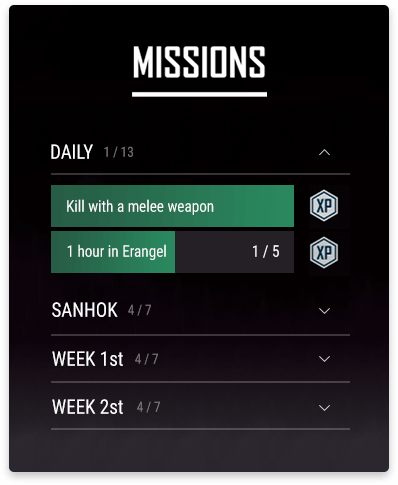 MISSIONS
DAILY 1 / 13
Kill with a melee weapon XP
1 hour in Erangel 1 / 5 XP
SANHOK 4 / 7
WEEK 1st 4 / 7
WEEK 2st 4 / 7